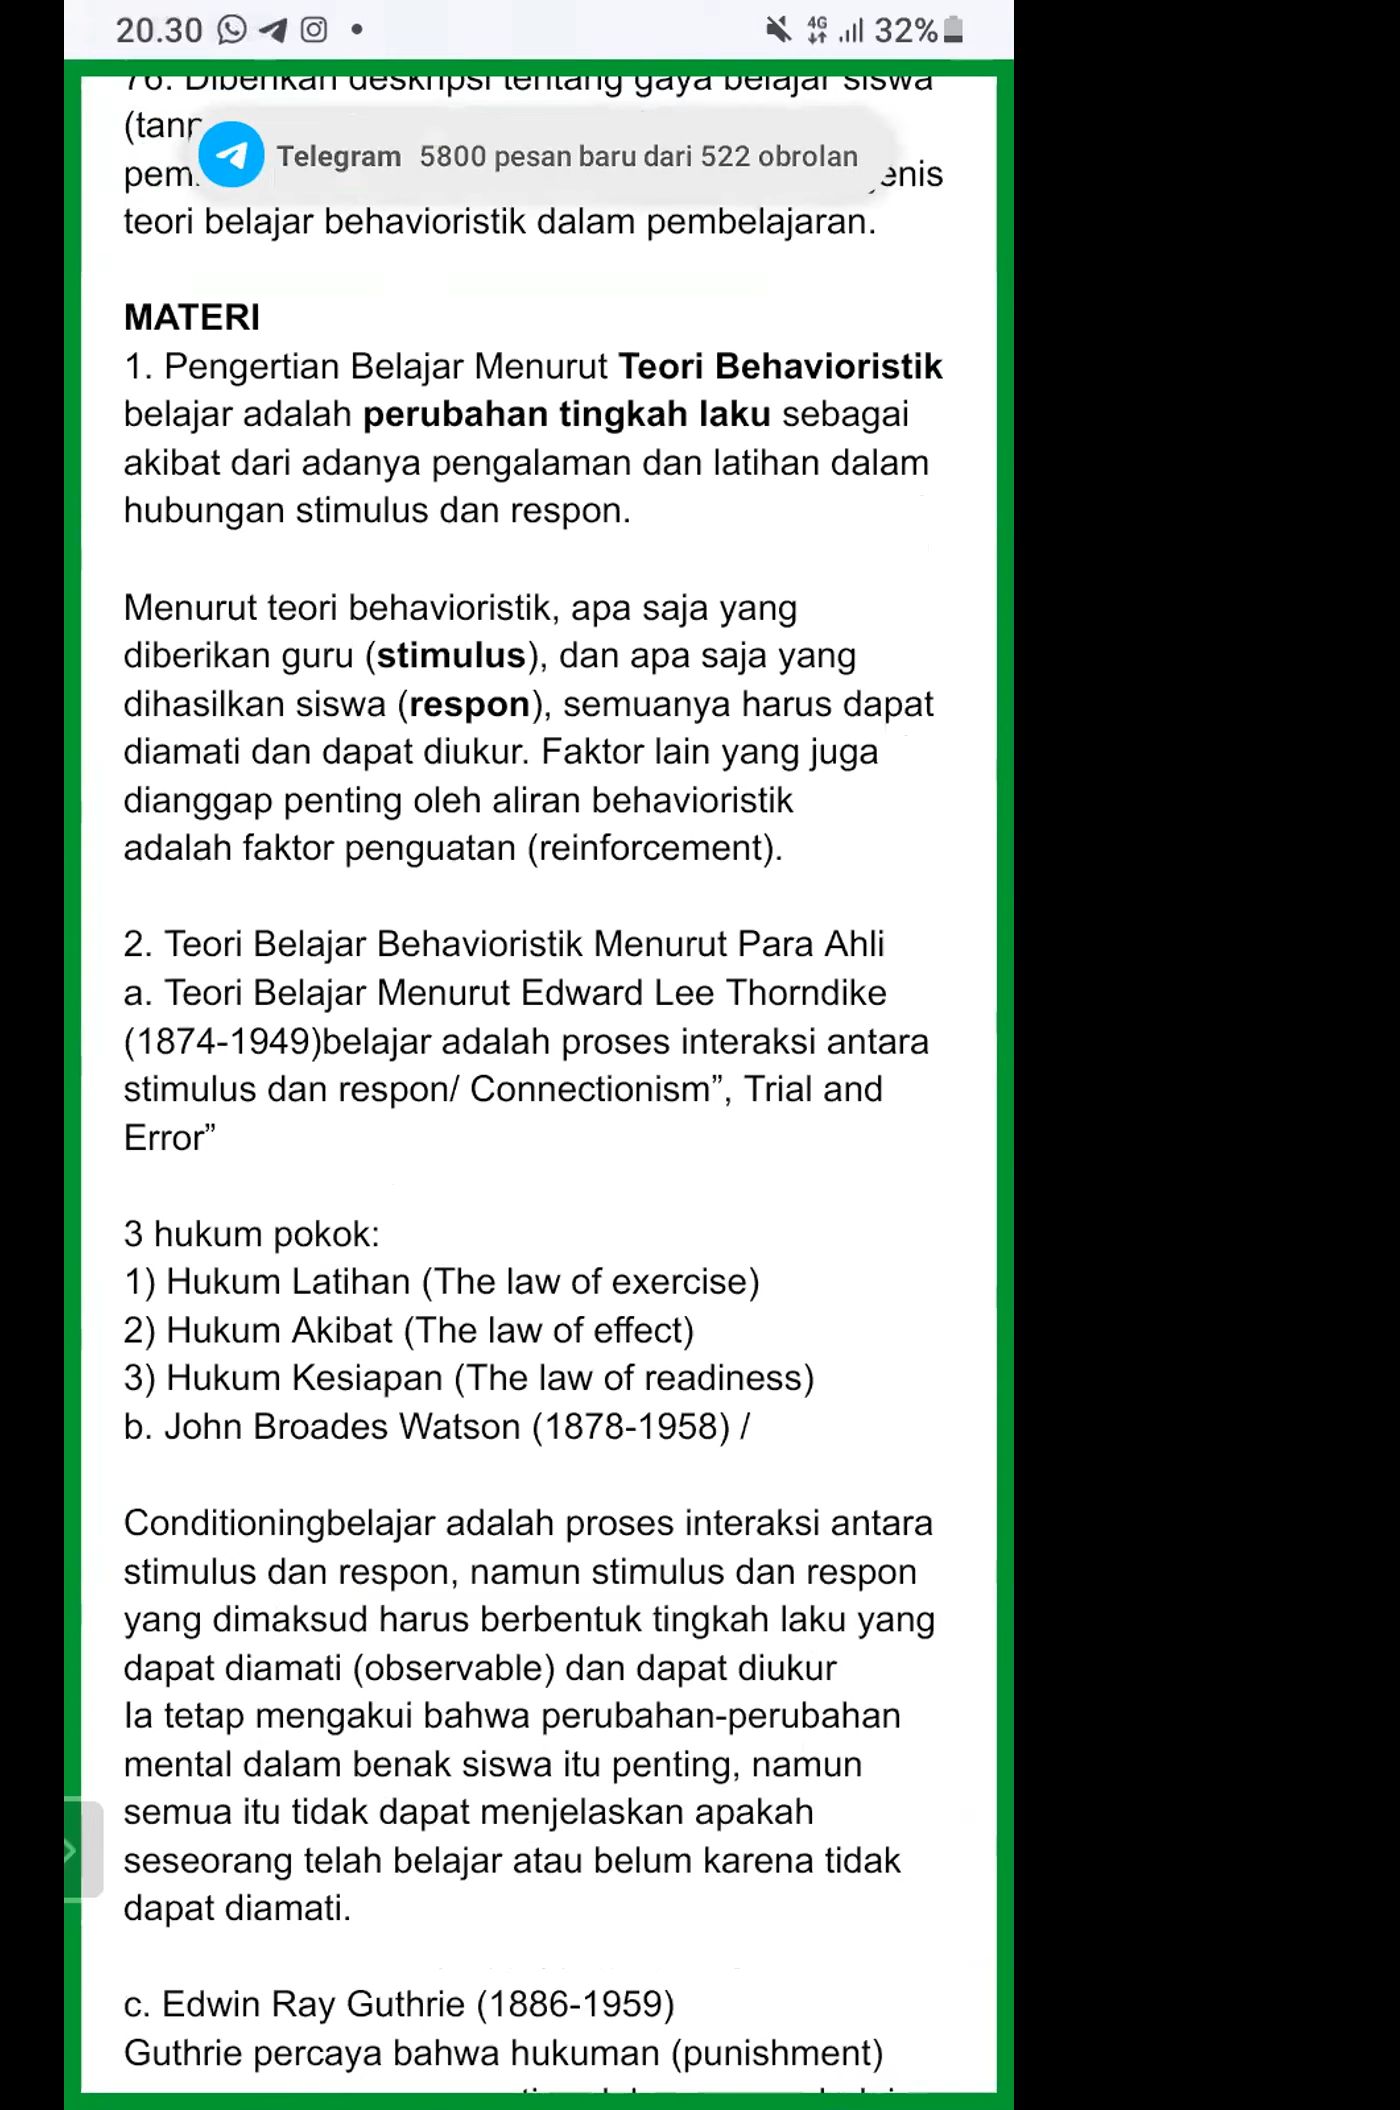 20.30
4G 32%
76. Diberikan deskripsi tentang gaya belajar siswa
(tanp
Telegram 5800 pesan baru dari 522 obrolan
teori belajar behavioristik dalam pembelajaran.
MATERI
1. Pengertian Belajar Menurut Teori Behavioristik
belajar adalah perubahan tingkah laku sebagai
akibat dari adanya pengalaman dan latihan dalam
hubungan stimulus dan respon.
Menurut teori behavioristik, apa saja yang
diberikan guru (stimulus), dan apa saja yang
dihasilkan siswa (respon), semuanya harus dapat
diamati dan dapat diukur. Faktor lain yang juga
dianggap penting oleh aliran behavioristik
adalah faktor penguatan (reinforcement).
2. Teori Belajar Behavioristik Menurut Para Ahli
a. Teori Belajar Menurut Edward Lee Thorndike
(1874-1949)belajar adalah proses interaksi antara
stimulus dan respon/ Connectionism”, Trial and
Error”
3 hukum pokok:
1) Hukum Latihan (The law of exercise)
2) Hukum Akibat (The law of effect)
3) Hukum Kesiapan (The law of readiness)
b. John Broades Watson (1878-1958) /
Conditioningbelajar adalah proses interaksi antara
stimulus dan respon, namun stimulus dan respon
yang dimaksud harus berbentuk tingkah laku yang
dapat diamati (observable) dan dapat diukur
Ia tetap mengakui bahwa perubahan-perubahan
mental dalam benak siswa itu penting, namun
semua itu tidak dapat menjelaskan apakah
seseorang telah belajar atau belum karena tidak
dapat diamati.
c. Edwin Ray Guthrie (1886-1959)
Guthrie percaya bahwa hukuman (punishment)